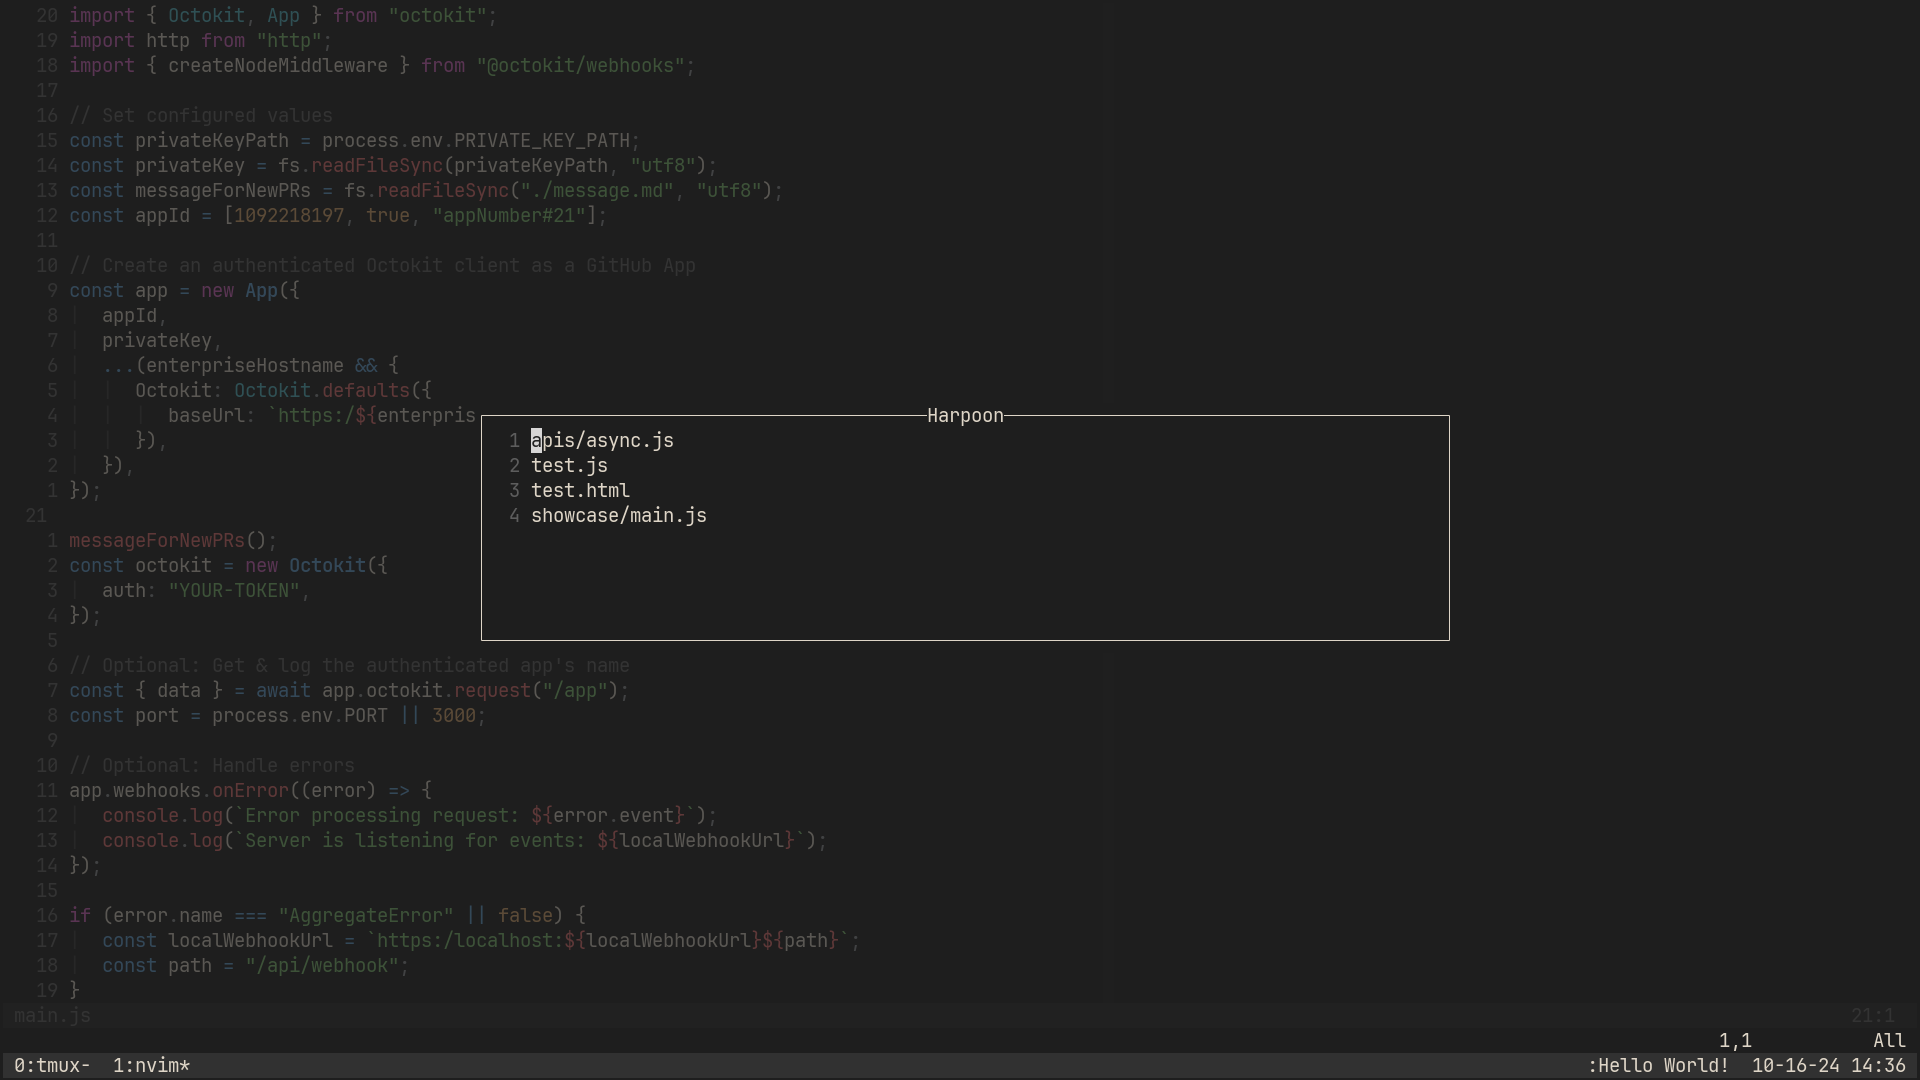 20 import { Octokit, App } from "octokit";
19 import http from "http";
18 import { createNodeMiddleware } from "@octokit/webhooks";
17
16 // Set configured values
15 const privateKeyPath = process.env.PRIVATE_KEY_PATH;
14 const privateKey = fs.readFileSync(privateKeyPath, "utf8");
13 const messageForNewPRs = fs.readFileSync("./message.md", "utf8");
12 const appId = [1092218197, true, "appNumber#21"];
11
10 // Create an authenticated Octokit client as a GitHub App
9 const app = new App({
8 appId,
7 privateKey,
6 ...(enterpriseHostname && {
5 Octokit: Octokit.defaults({
4 baseUrl: `https:/${enterpris
3 }),
2 }),
1 });
21
1 messageForNewPRs();
2 const octokit = new Octokit({
3 auth: "YOUR-TOKEN",
4 });
5
6 // Optional: Get & log the authenticated app's name
7 const { data } = await app.octokit.request("/app");
8 const port = process.env.PORT || 3000;
9
10 // Optional: Handle errors
11 app.webhooks.onError((error) => {
12 console.log(`Error processing request: ${error.event}`);
13 console.log(`Server is listening for events: ${localWebhookUrl}`);
14 });
15
16 if (error.name === "AggregateError" || false) {
17 const localWebhookUrl = `https:/localhost:${localWebhookUrl}${path}`;
18 const path = "/api/webhook";
19 }
Harpoon
1 apis/async.js
2 test.js
3 test.html
4 showcase/main.js
main.js 21:1
1,1 All
0:tmux- 1:nvim* :Hello World! 10-16-24 14:36